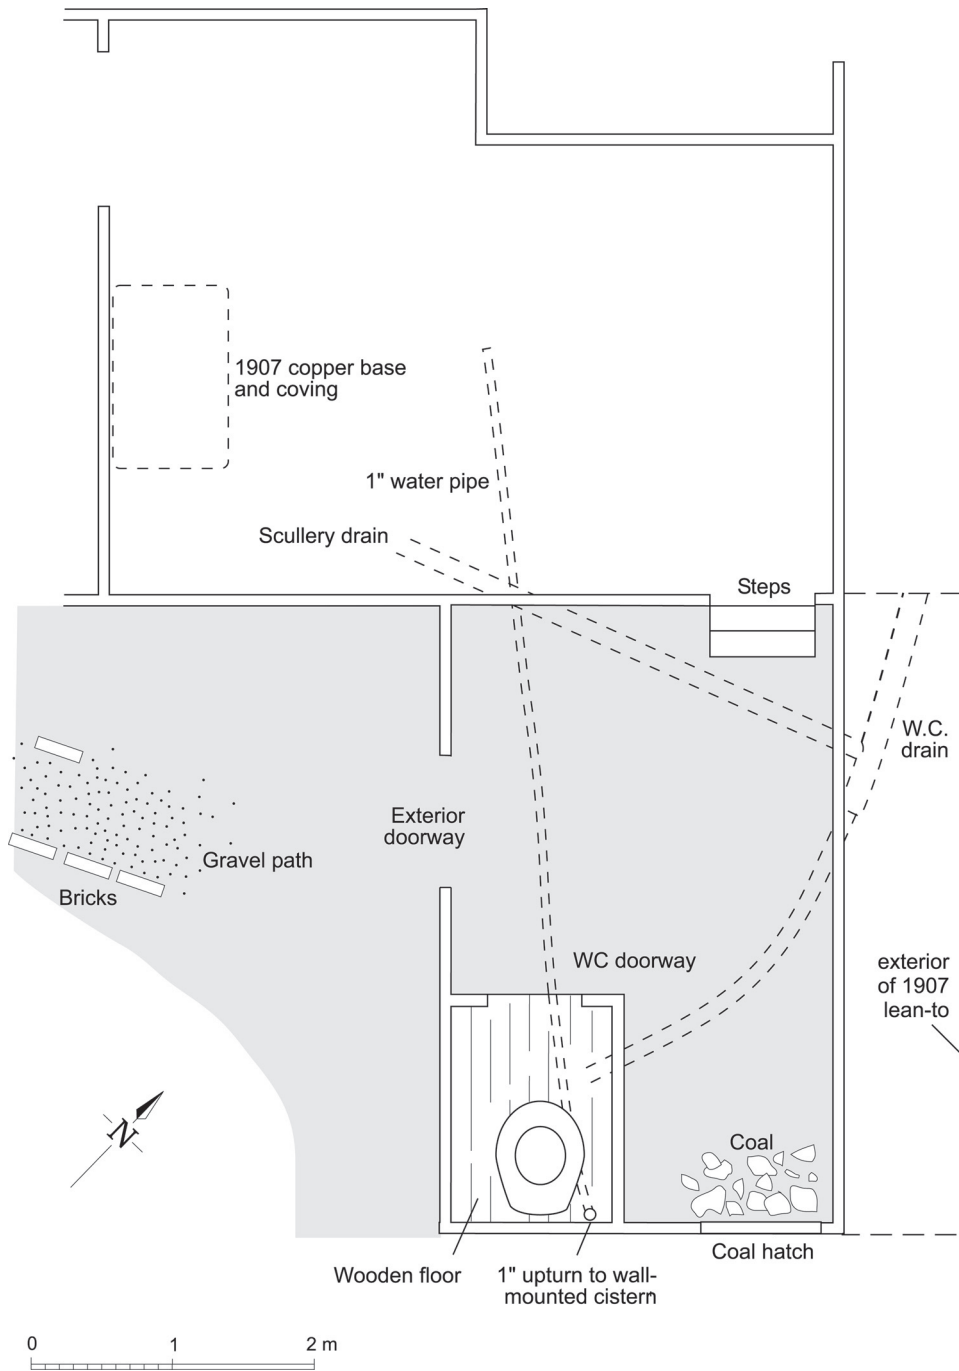 1907 copper base
and coving
1" water pipe
Scullery drain
Steps
W.C.
drain
Exterior
doorway
Gravel path
Bricks
WC doorway
exterior
of 1907
lean-to
N
Coal
Coal hatch
Wooden floor
1" upturn to wall-
mounted cistern
0 1 2 m